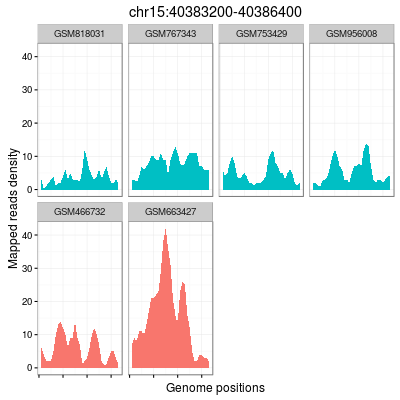 chr15:40383200-40386400
GSM818031 GSM767343 GSM753429 GSM956008
40
30
20
10
0
Mapped reads density
GSM466732 GSM663427
40
30
20
10
0
Genome positions